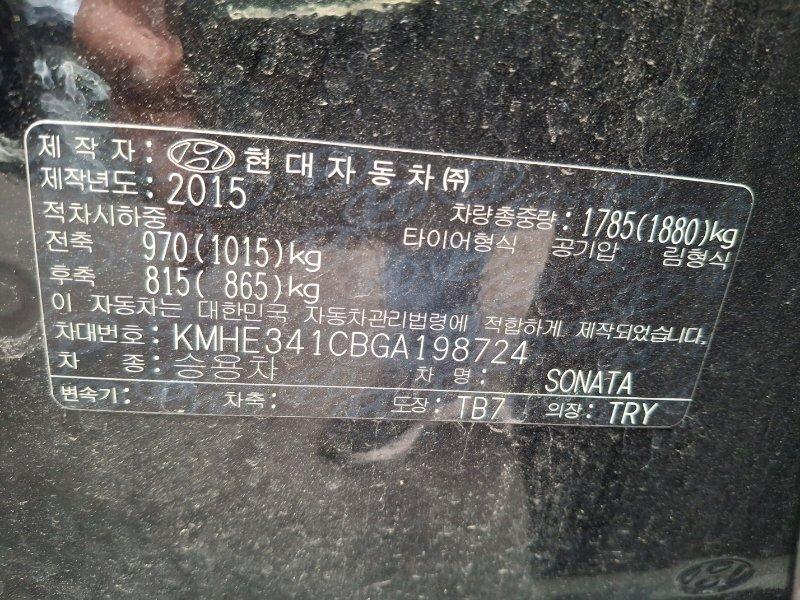 제 작 자 : 현대자동차㈜
제작년도 : 2015
적차시하중 차량총중량 : 1785(1880)kg
전축 970(1015)kg 타이어형식 공기압 림형식
후축 815( 865)kg
이 자동차는 대한민국 자동차관리법령에 적합하게 제작되었습니다.
차대번호 : KMHE341CBGA198724
차 종 : 승용차 차 명 : SONATA
변속기 : 차축 : 도장 : TB7 의장 : TRY